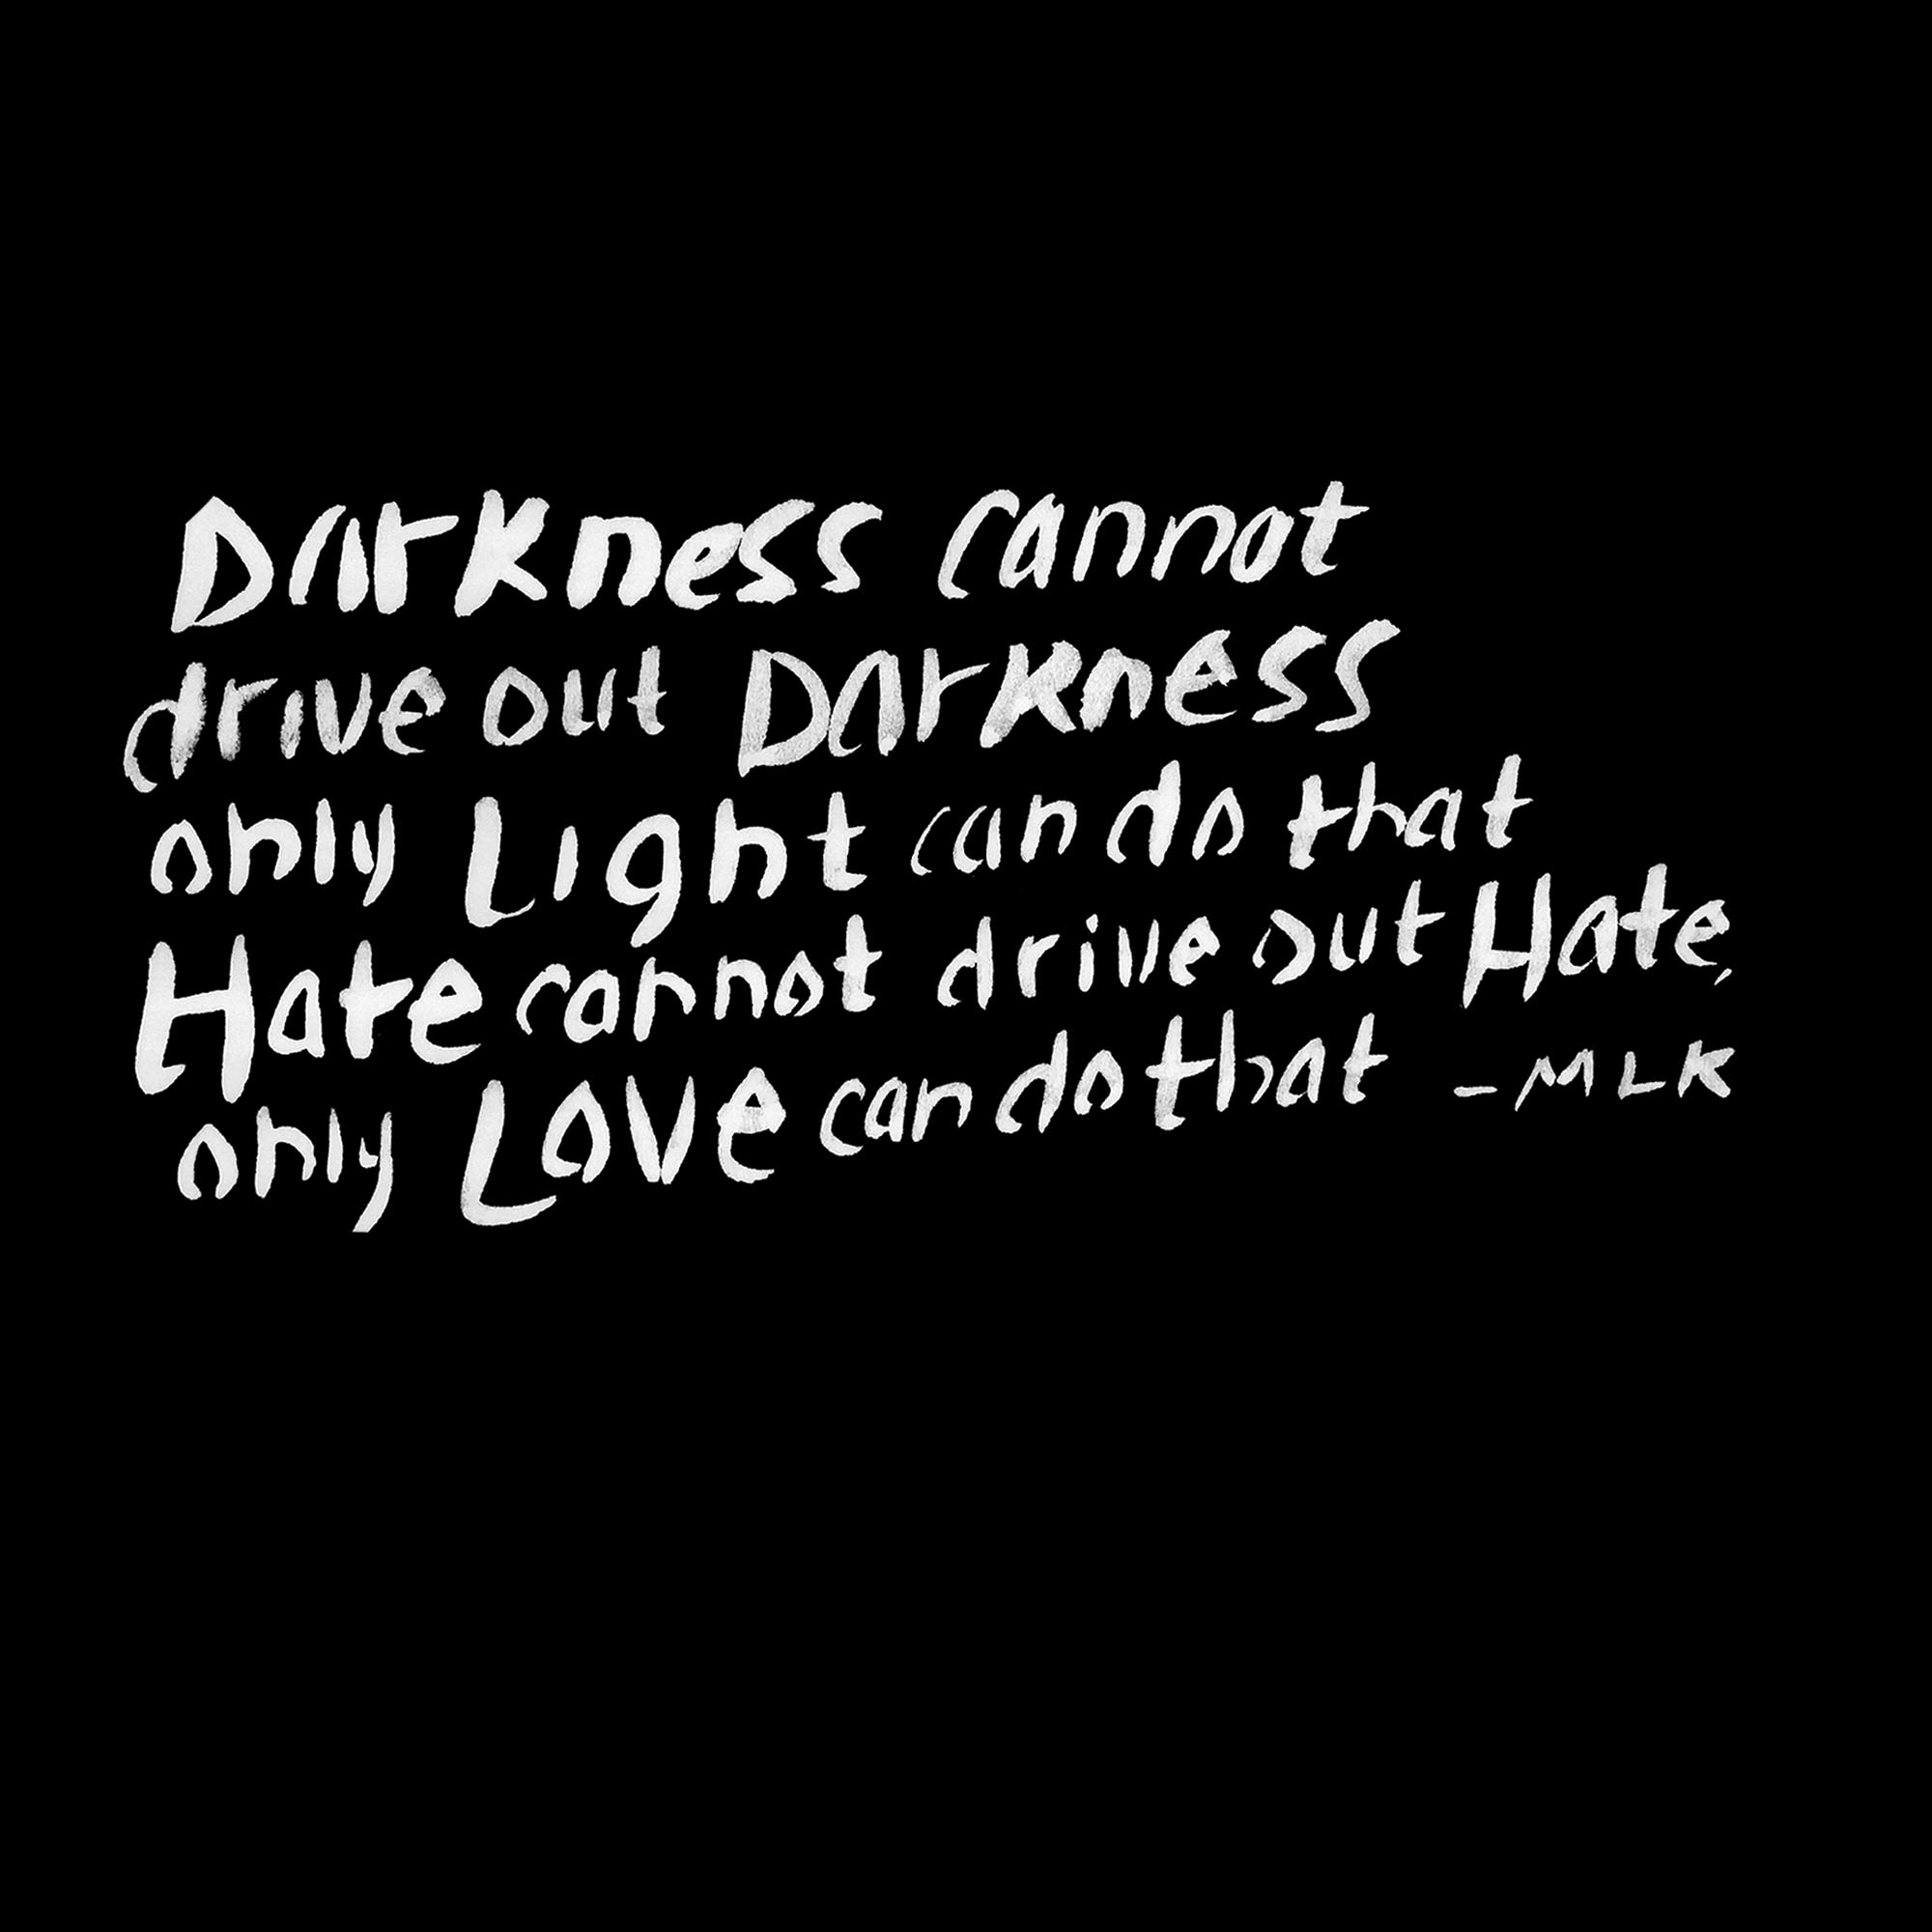 Darkness cannot
drive out Darkness
only Light can do that
Hate cannot drive out Hate,
only Love can do that - MLK